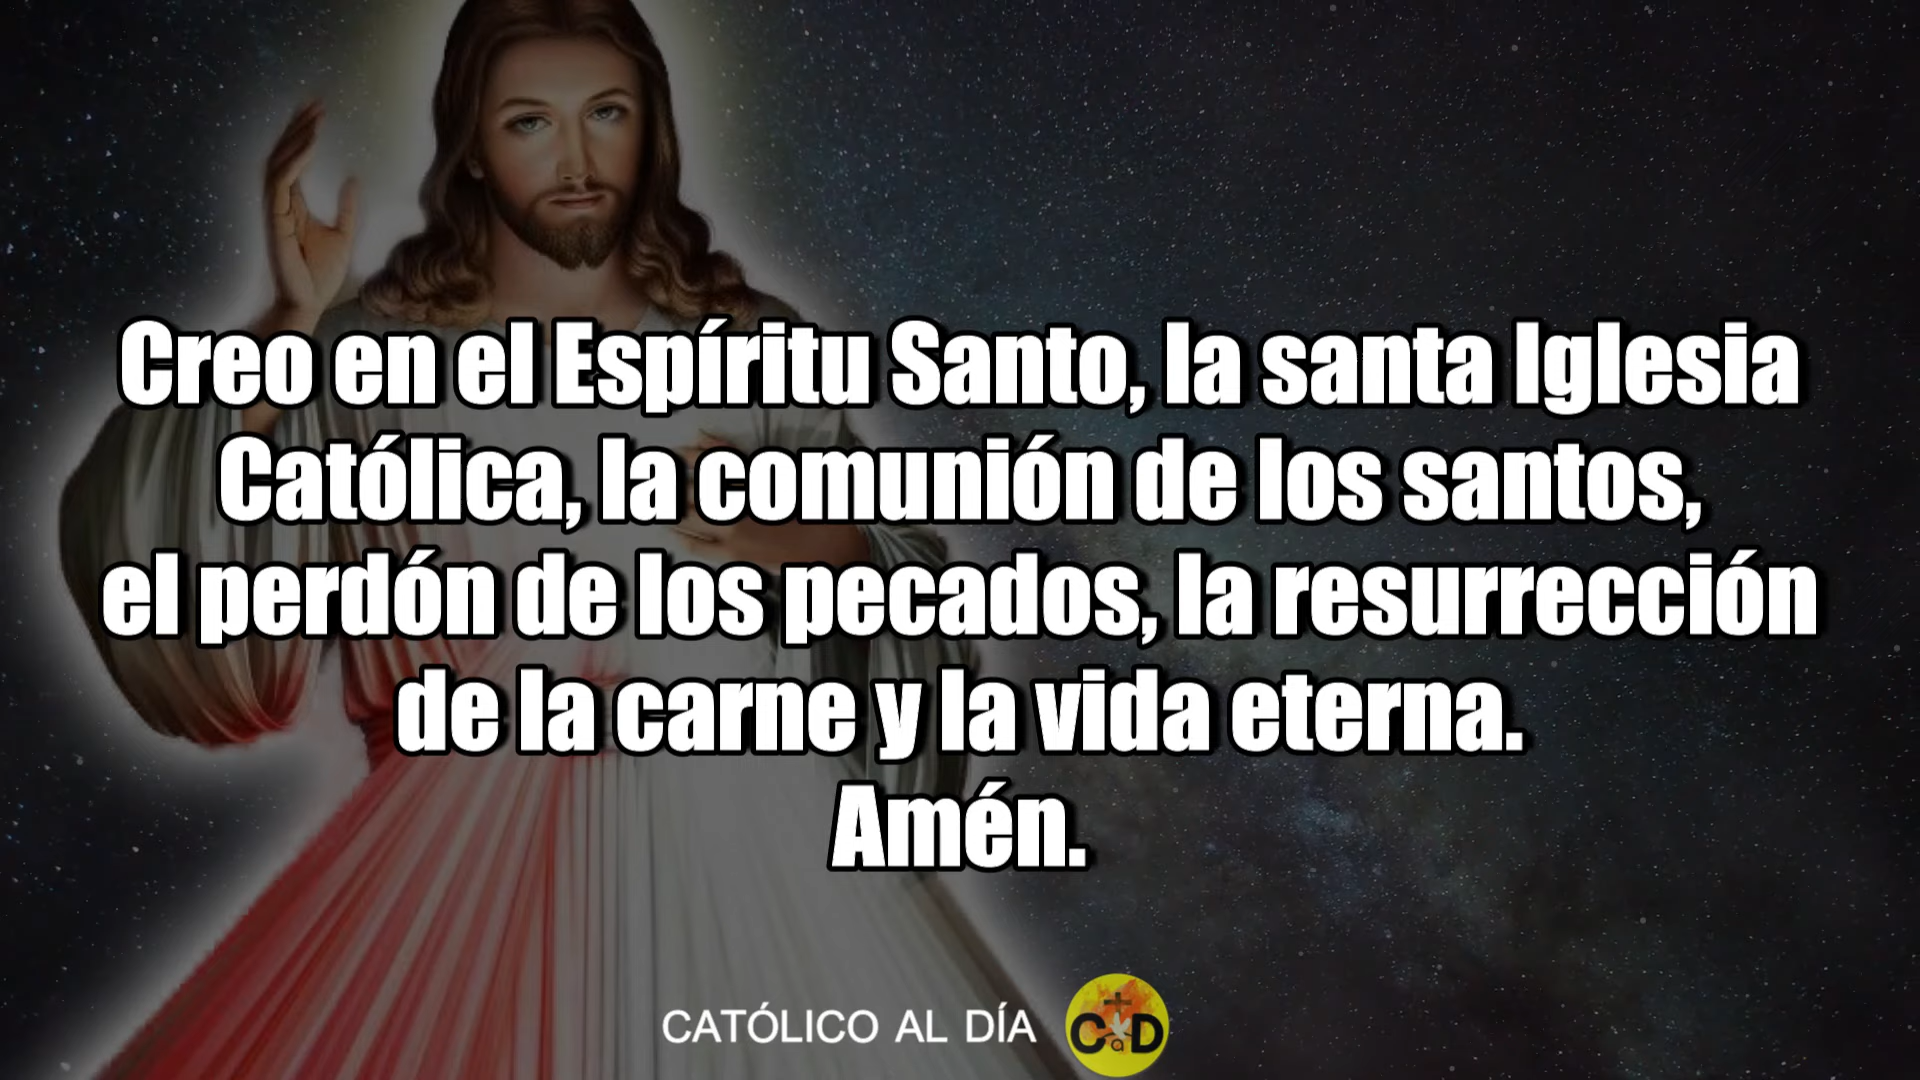 Creo en el Espíritu Santo, la santa Iglesia
Católica, la comunión de los santos,
el perdón de los pecados, la resurrección
de la carne y la vida eterna.
Amén.
CATÓLICO AL DÍA
CaD